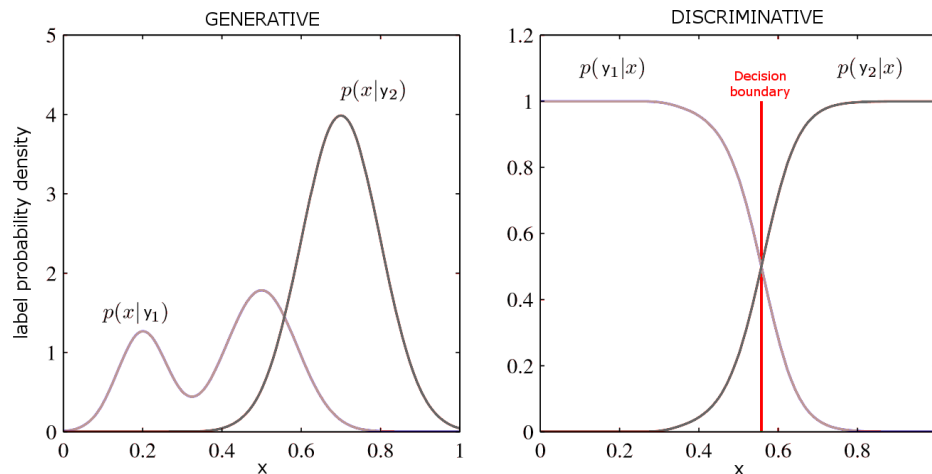 GENERATIVE
label probability density
5
4
3
2
1
0
p(x|y₂)
p(x|y₁)
0 0.2 0.4 0.6 0.8 1
x
DISCRIMINATIVE
1.2
1
0.8
0.6
0.4
0.2
0
p(y₁|x)
Decision
boundary
p(y₂|x)
0 0.2 0.4 0.6 0.8
x